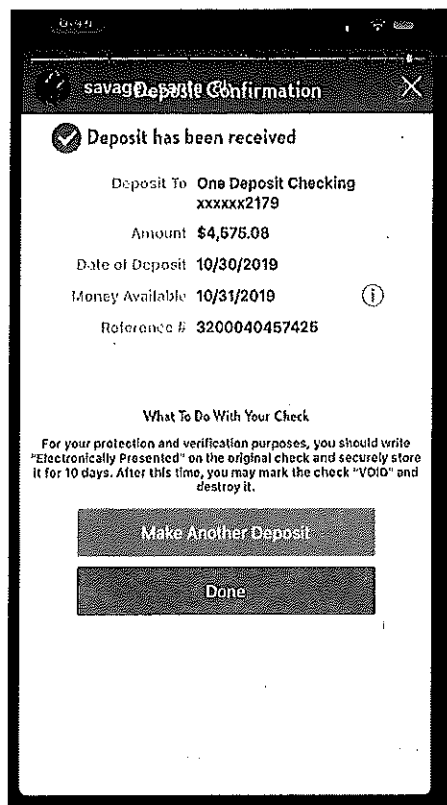 Deposit Confirmation
Deposit has been received
Deposit To One Deposit Checking
xxxxxx2179
Amount $4,575.08
Date of Deposit 10/30/2019
Money Available 10/31/2019
Reference # 3200040457426
What To Do With Your Check
For your protection and verification purposes, you should write
"Electronically Presented" on the original check and securely store
it for 10 days. After this time, you may mark the check "VOID" and
destroy it.
Make Another Deposit
Done